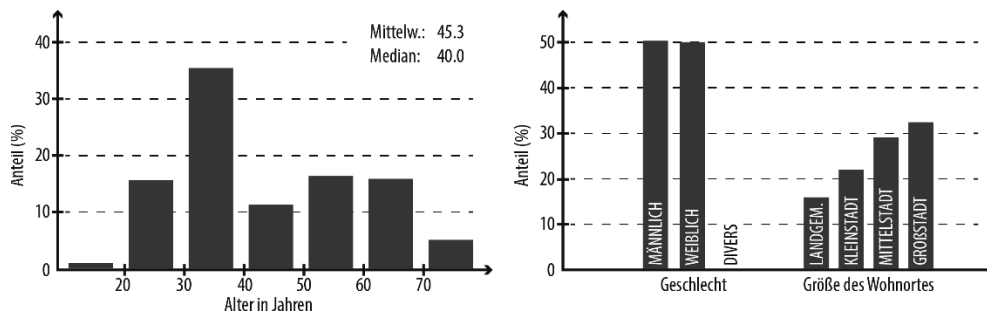 Mittelw.: 45.3
Median: 40.0
Anteil (%)
40
30
20
10
0
20 30 40 50 60 70
Alter in Jahren
Anteil (%)
50
40
30
20
10
0
MÄNNLICH
WEIBLICH
DIVERS
LANDGEM.
KLEINSTADT
MITTELSTADT
GROßSTADT
Geschlecht
Größe des Wohnortes